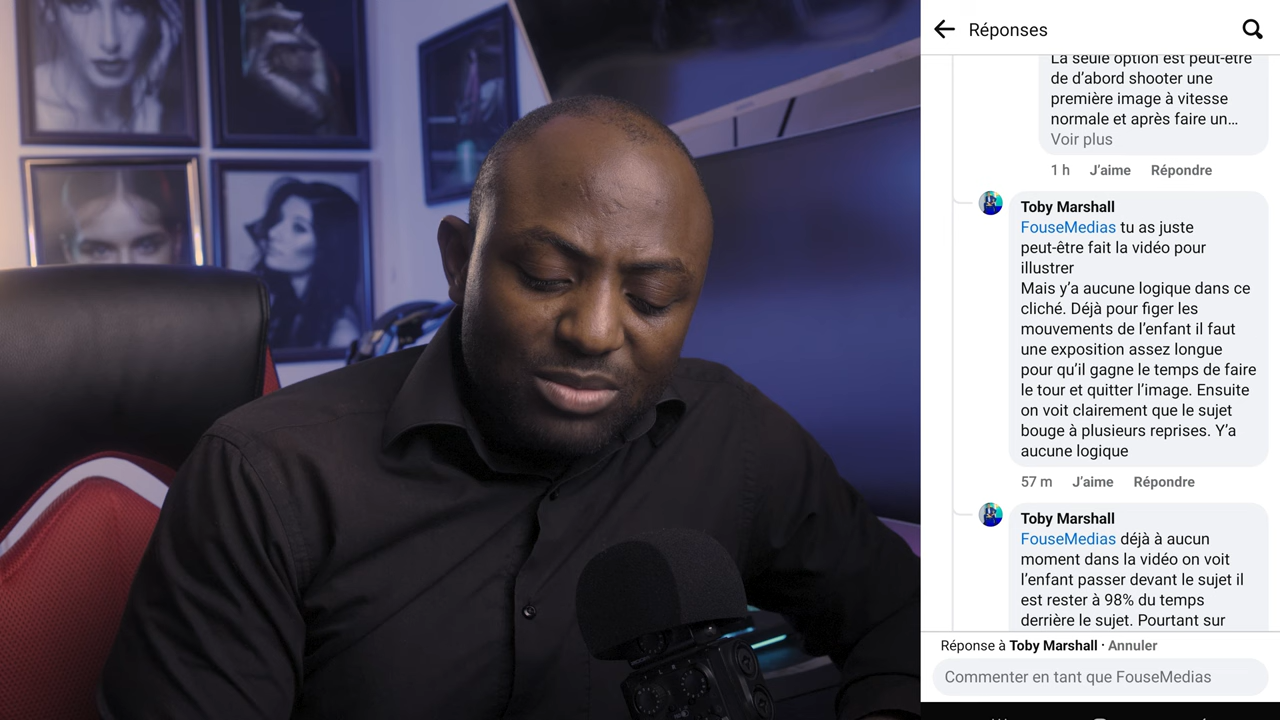 Réponses
La seule option est peut-être
de d'abord shooter une
première image à vitesse
normale et après faire un...
Voir plus
1 h J'aime Répondre
Toby Marshall
FouseMedias tu as juste
peut-être fait la vidéo pour
illustrer
Mais y'a aucune logique dans ce
cliché. Déjà pour figer les
mouvements de l'enfant il faut
une exposition assez longue
pour qu'il gagne le temps de faire
le tour et quitter l'image. Ensuite
on voit clairement que le sujet
bouge à plusieurs reprises. Y'a
aucune logique
57 m J'aime Répondre
Toby Marshall
FouseMedias déjà à aucun
moment dans la vidéo on voit
l'enfant passer devant le sujet il
est rester à 98% du temps
derrière le sujet. Pourtant sur
Réponse à Toby Marshall · Annuler
Commenter en tant que FouseMedias